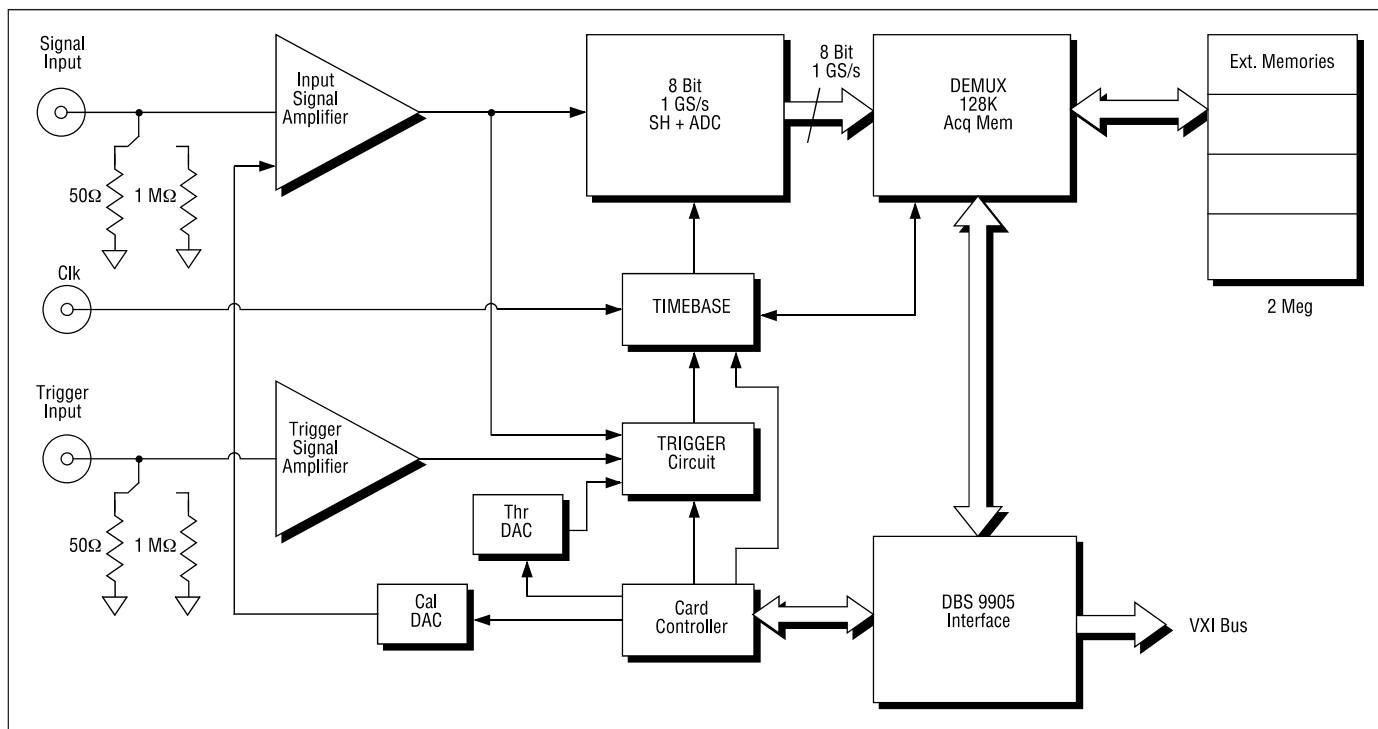 Signal
Input
Input
Signal
Amplifier
8 Bit
1 GS/s
SH + ADC
8 Bit
1 GS/s
DEMUX
128K
Acq Mem
Ext. Memories
2 Meg
50Ω
1 MΩ
Clk
TIMEBASE
Trigger
Input
Trigger
Signal
Amplifier
TRIGGER
Circuit
50Ω
1 MΩ
Thr
DAC
Cal
DAC
Card
Controller
DBS 9905
Interface
VXI Bus